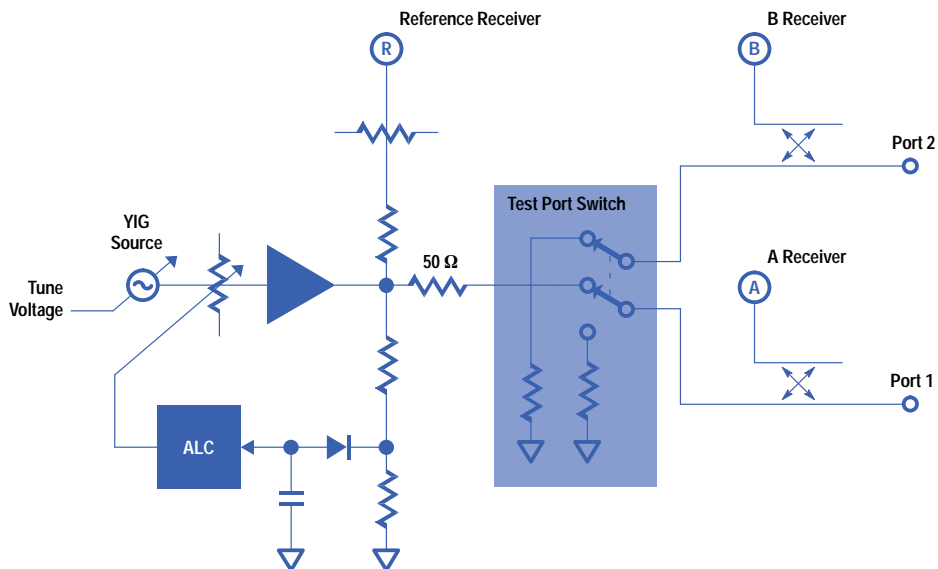 Reference Receiver
R
B Receiver
B
Port 2
Test Port Switch
YIG
Source
50 Ω
A Receiver
A
Tune
Voltage
Port 1
ALC